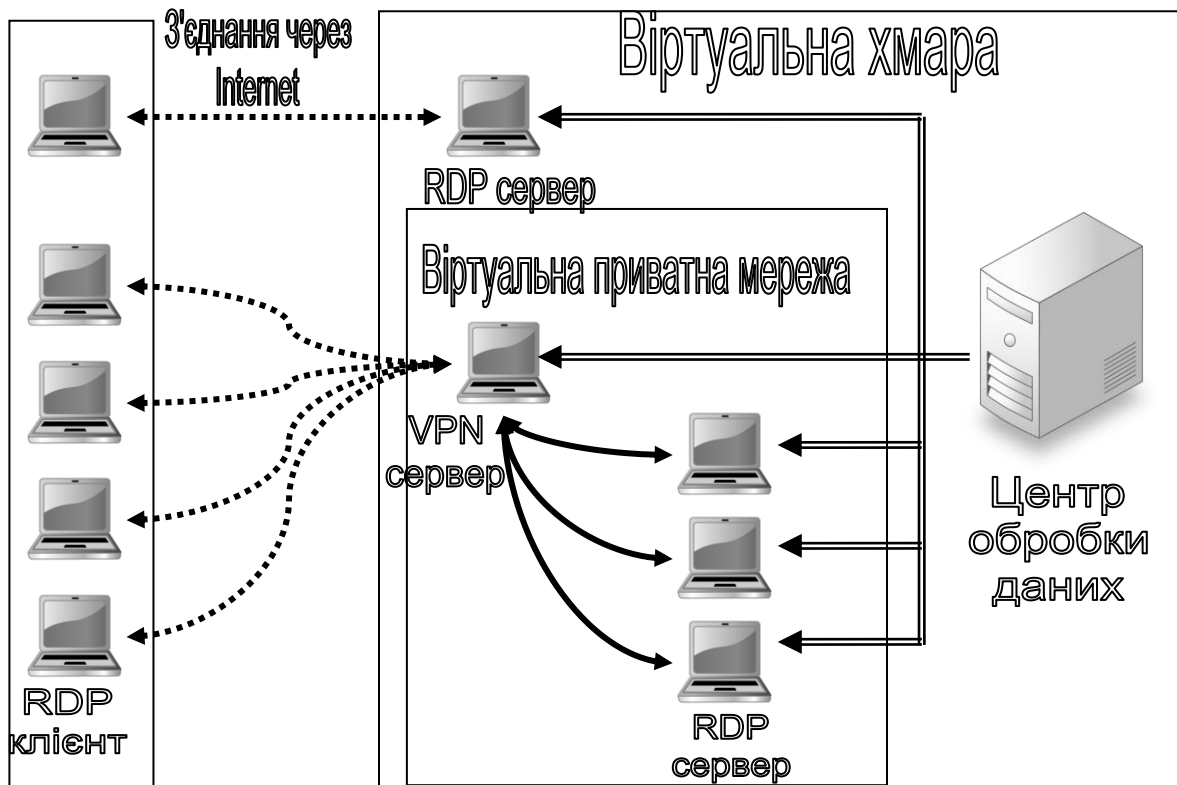 З'єднання через
Internet
Віртуальна хмара
RDP сервер
Віртуальна приватна мережа
VPN
сервер
Центр
обробки
даних
RDP
клієнт
RDP
сервер